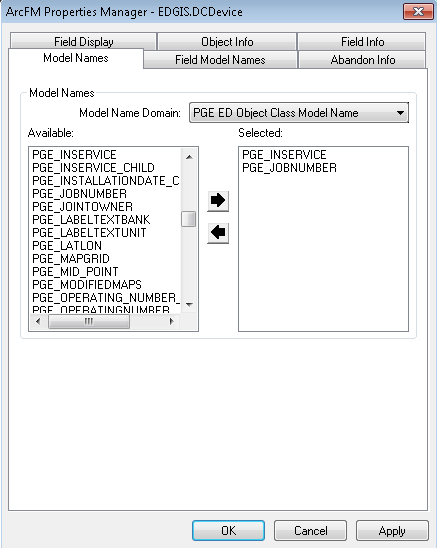 ArcFM Properties Manager - EDGIS.DCDevice
Field Display Object Info Field Info
Model Names Field Model Names Abandon Info
Model Names
Model Name Domain: PGE ED Object Class Model Name
Available:
PGE_INSERVICE
PGE_INSERVICE_CHILD
PGE_INSTALLATIONDATE_C
PGE_JOBNUMBER
PGE_JOINTOWNER
PGE_LABELTEXTBANK
PGE_LABELTEXTUNIT
PGE_LATLON
PGE_MAPGRID
PGE_MID_POINT
PGE_MODIFIEDMAPS
PGE_OPERATING_NUMBER_
PGE_OPERATINGNUMBER
Selected:
PGE_INSERVICE
PGE_JOBNUMBER
OK Cancel Apply